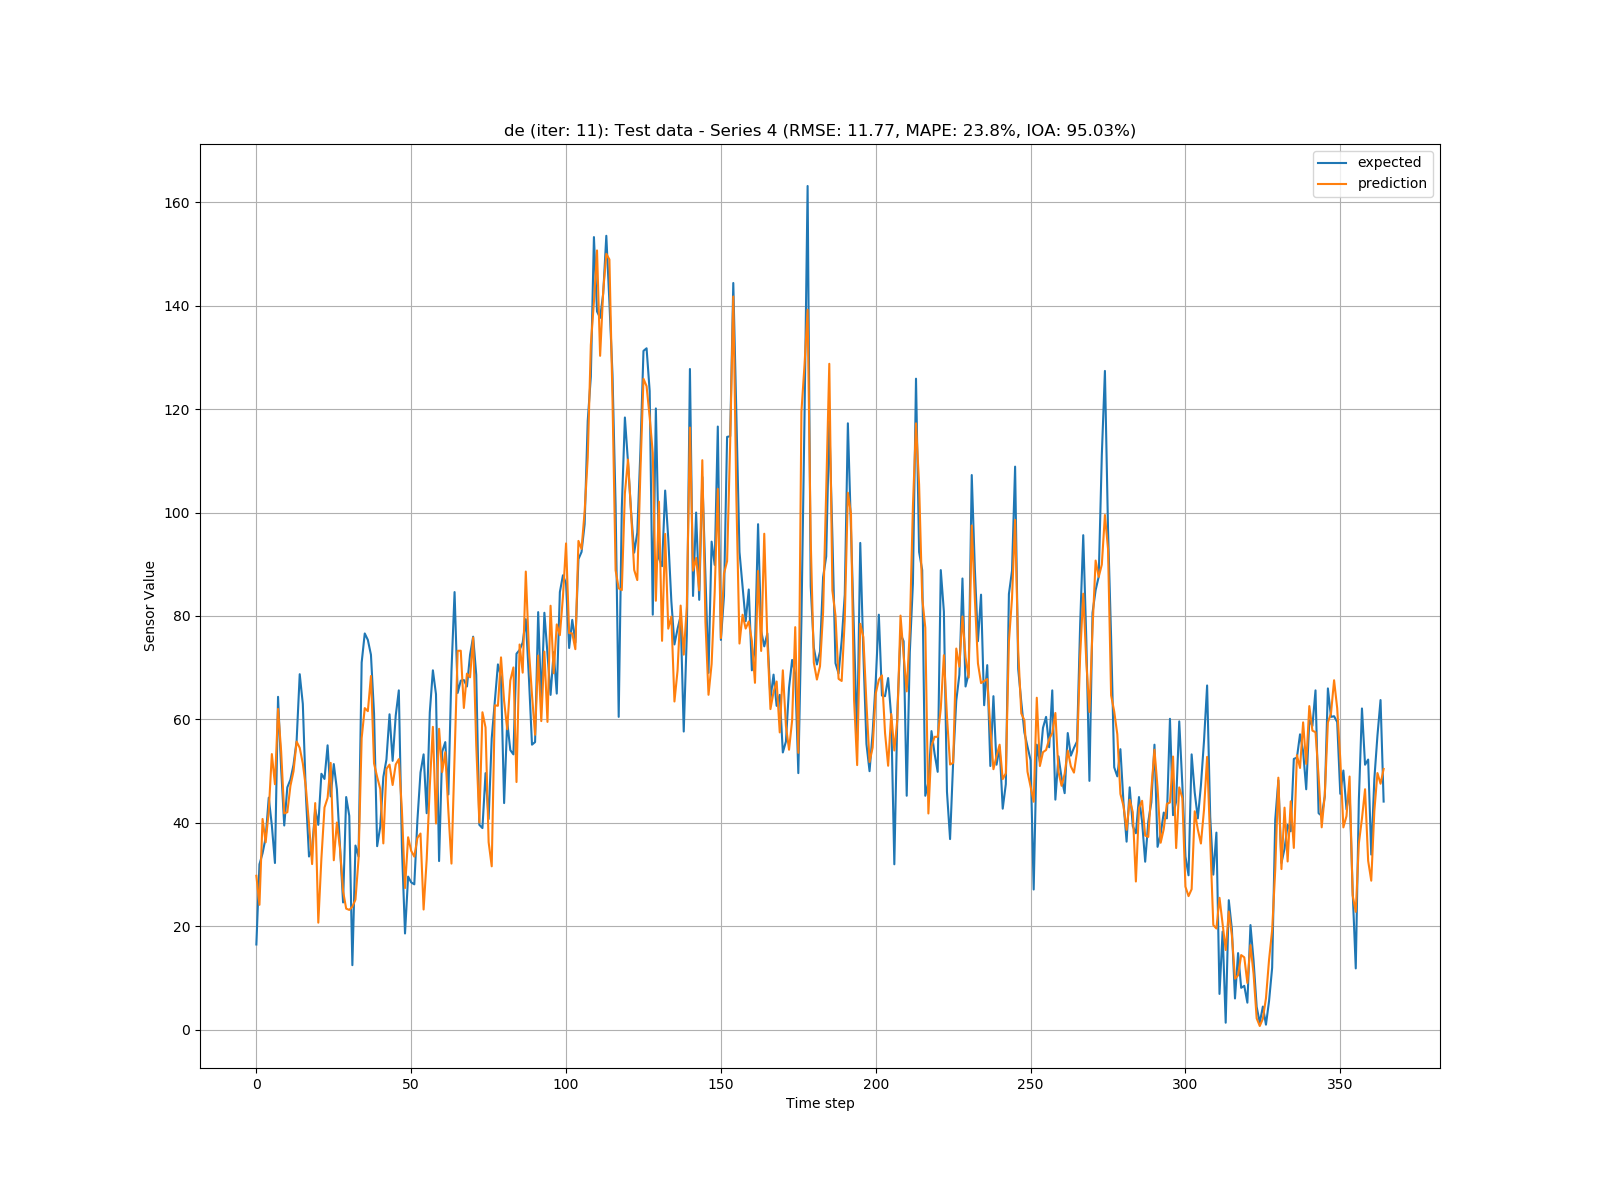 de (iter: 11): Test data - Series 4 (RMSE: 11.77, MAPE: 23.8%, IOA: 95.03%)
expected
prediction
160
140
120
100
80
60
40
20
0
Sensor Value
0 50 100 150 200 250 300 350
Time step